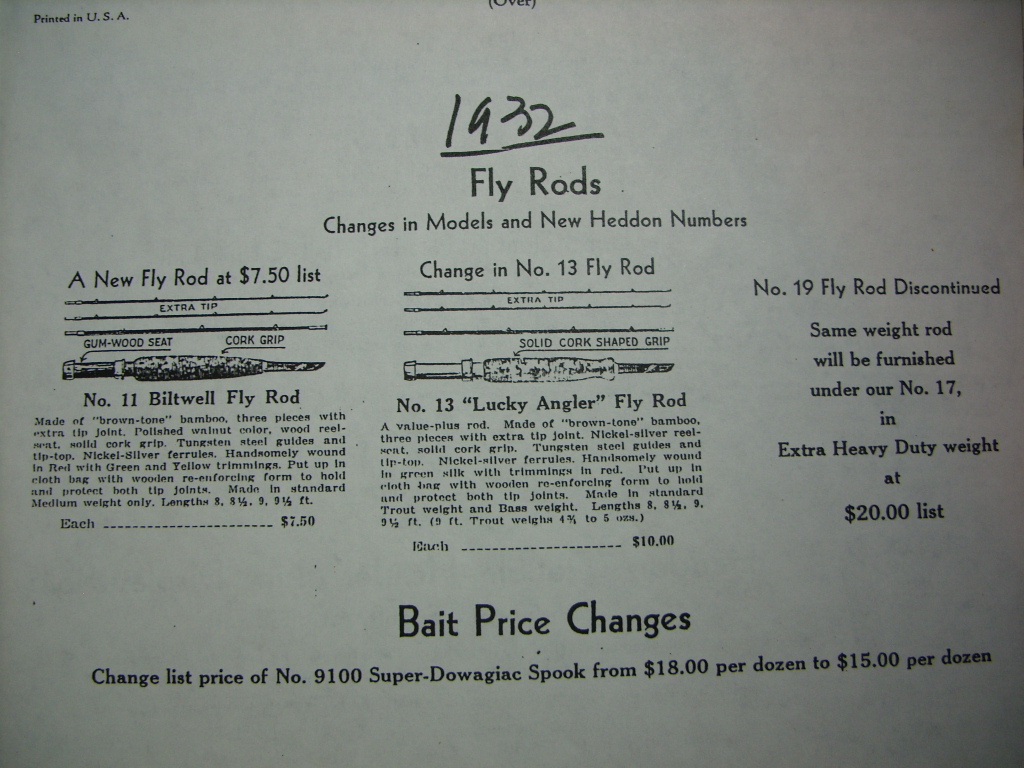 (Over)
Printed in U. S. A.
1932
Fly Rods
Changes in Models and New Heddon Numbers
A New Fly Rod at $7.50 list
EXTRA TIP
GUM-WOOD SEAT CORK GRIP
No. 11 Biltwell Fly Rod
Made of "brown-tone" bamboo, three pieces with
extra tip joint. Polished walnut color, wood reel-
seat, solid cork grip. Tungsten steel guides and
tip-top. Nickel-Silver ferrules. Handsomely wound
in Red with Green and Yellow trimmings. Put up in
cloth bag with wooden re-enforcing form to hold
and protect both tip joints. Made in standard
Medium weight only. Lengths 8, 8½, 9, 9½ ft.
Each ------------------------ $7.50
Change in No. 13 Fly Rod
EXTRA TIP
SOLID CORK SHAPED GRIP
No. 13 "Lucky Angler" Fly Rod
A value-plus rod. Made of "brown-tone" bamboo,
three pieces with extra tip joint. Nickel-silver reel-
seat, solid cork grip. Tungsten steel guides and
tip-top. Nickel-silver ferrules. Handsomely wound
in green silk with trimmings in red. Put up in
cloth bag with wooden re-enforcing form to hold
and protect both tip joints. Made in standard
Trout weight and Bass weight. Lengths 8, 8½, 9,
9½ ft. (9 ft. Trout weighs 4¾ to 5 ozs.)
Each ---------------------- $10.00
No. 19 Fly Rod Discontinued
Same weight rod
will be furnished
under our No. 17,
in
Extra Heavy Duty weight
at
$20.00 list
Bait Price Changes
Change list price of No. 9100 Super-Dowagiac Spook from $18.00 per dozen to $15.00 per dozen